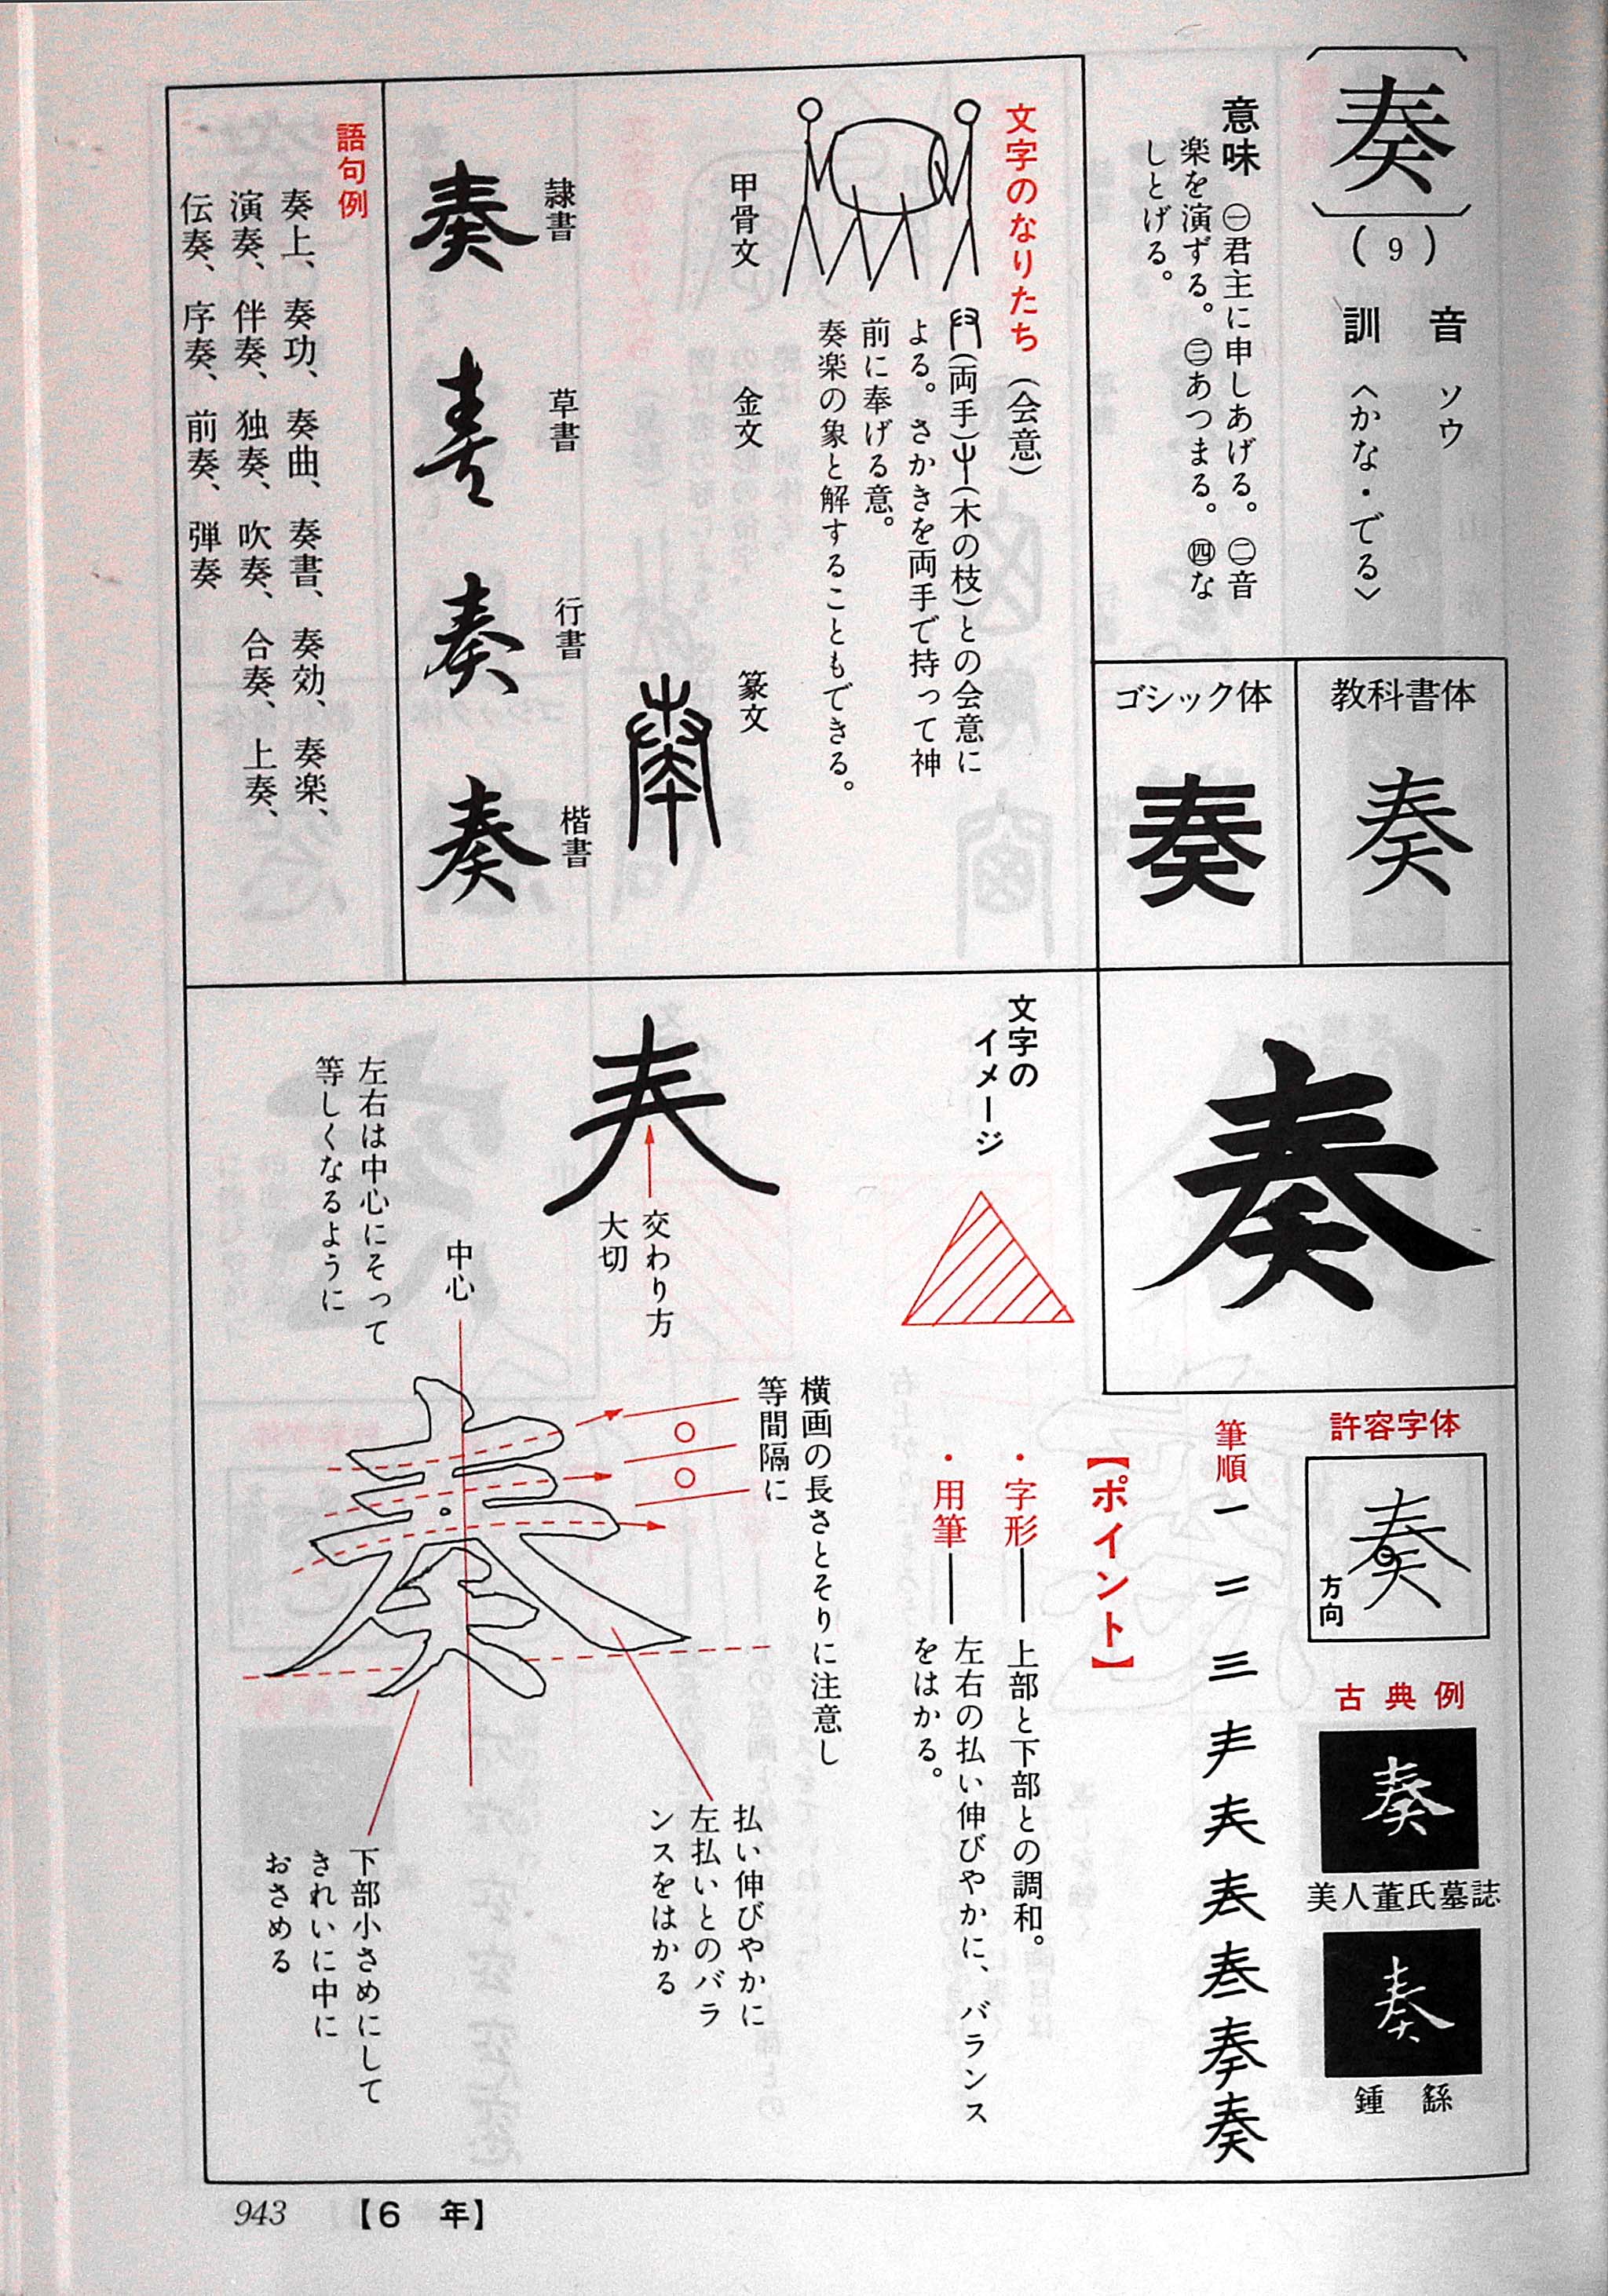 奏
(9)
音 ソウ
訓 〈かな・でる〉
意味 ㊀君主に申しあげる。 ㊁音
楽を演ずる。 ㊂あつまる。 ㊃な
しとげる。
教科書体
奏
ゴシック体
奏
文字のなりたち (会意)
(両手)(木の枝)との会意に
よる。さかきを両手で持って神
前に奉げる意。
奏楽の象と解することもできる。
甲骨文
金文
篆文
隷書
奏
草書
奏
行書
奏
楷書
奏
語句例
奏上、奏功、奏曲、奏書、奏効、奏楽、
演奏、伴奏、独奏、吹奏、合奏、上奏、
伝奏、序奏、前奏、弾奏
奏
許容字体
奏
方向
古典例
奏
美人董氏墓誌
奏
鍾繇
筆順
奏
【ポイント】
・字形――上部と下部との調和。
・用筆――左右の払い伸びやかに、バランス
をはかる。
文字の
イメージ
交わり方
大切
横画の長さとそりに注意し
等間隔に
中心
左右は中心にそって
等しくなるように
奏
払い伸びやかに
左払いとのバラ
ンスをはかる
下部小さめにして
きれいに中に
おさめる
943 【6 年】